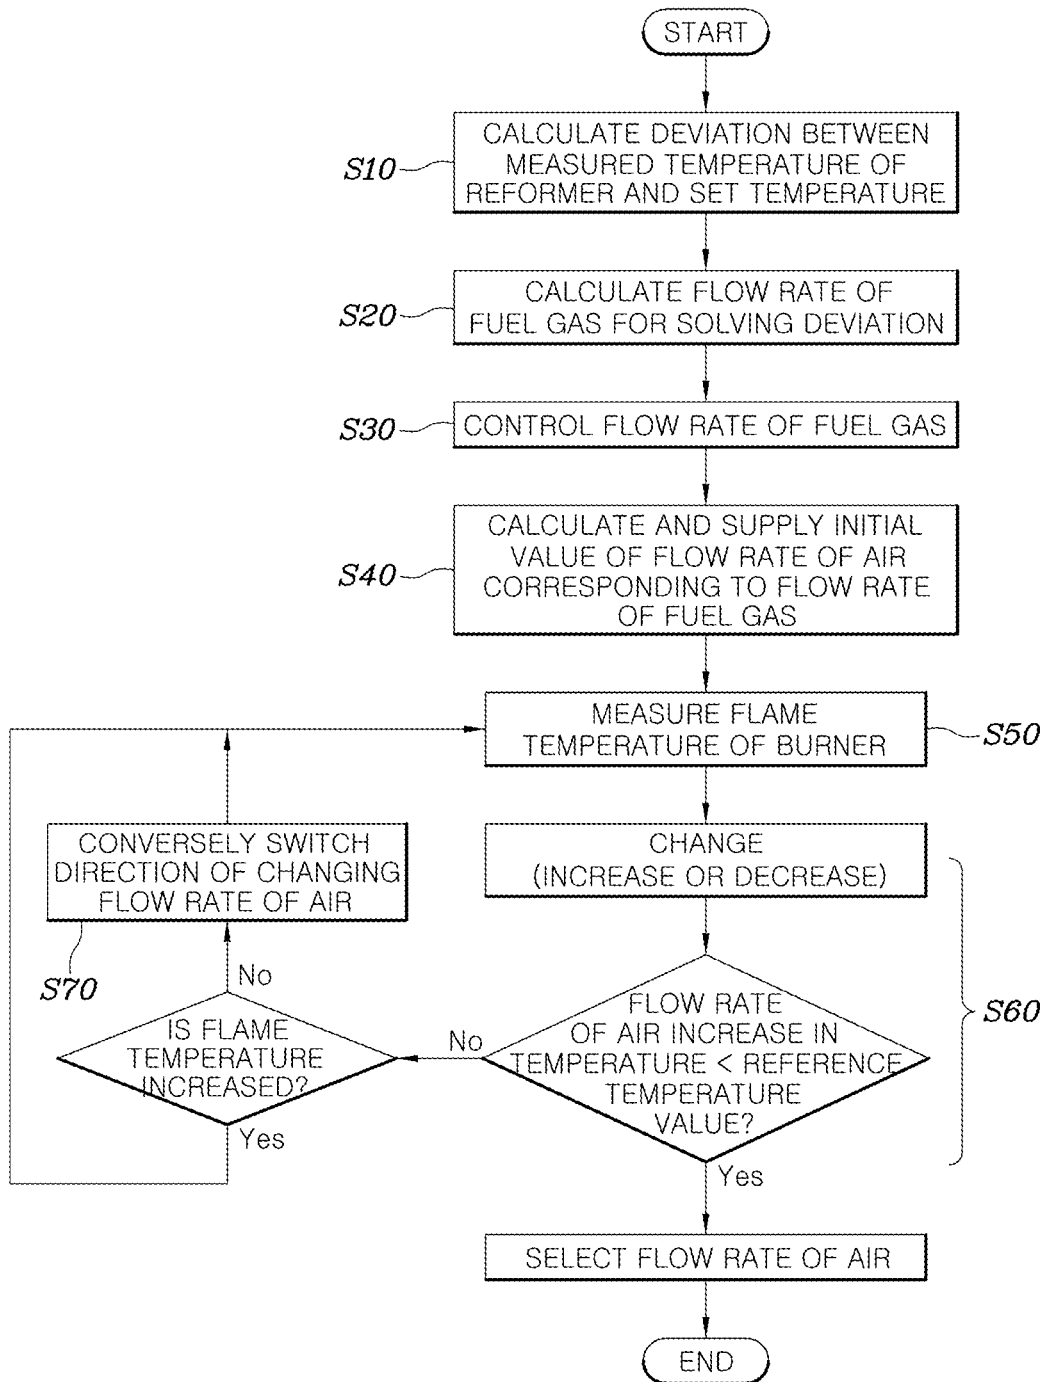 START
CALCULATE DEVIATION BETWEEN
MEASURED TEMPERATURE OF
REFORMER AND SET TEMPERATURE
S10
CALCULATE FLOW RATE OF
FUEL GAS FOR SOLVING DEVIATION
S20
CONTROL FLOW RATE OF FUEL GAS
S30
CALCULATE AND SUPPLY INITIAL
VALUE OF FLOW RATE OF AIR
CORRESPONDING TO FLOW RATE
OF FUEL GAS
S40
MEASURE FLAME
TEMPERATURE OF BURNER
S50
CHANGE
(INCREASE OR DECREASE)
CONVERSELY SWITCH
DIRECTION OF CHANGING
FLOW RATE OF AIR
S70
No
IS FLAME
TEMPERATURE
INCREASED?
Yes
No
FLOW RATE
OF AIR INCREASE IN
TEMPERATURE < REFERENCE
TEMPERATURE
VALUE?
S60
Yes
SELECT FLOW RATE OF AIR
END